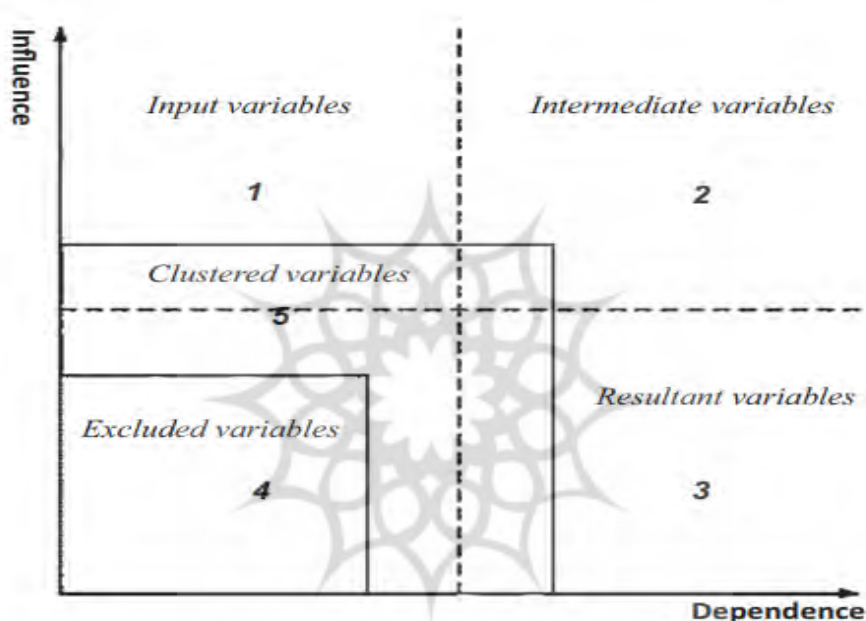 Influence
Input variables
Intermediate variables
1
2
Clustered variables
5
Resultant variables
Excluded variables
4
3
Dependence